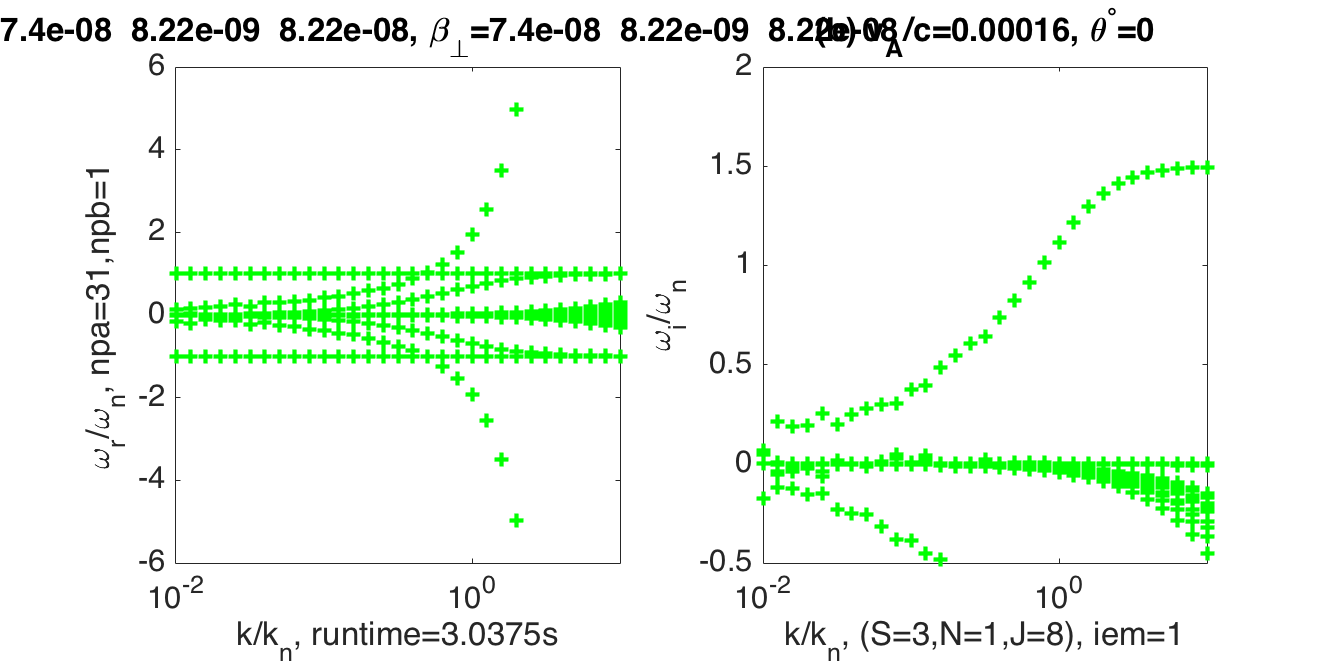 7.4e-08 8.22e-09 8.22e-08, β⊥=7.4e-08 8.22e-09 8.22e-08
(b) v_A/c=0.00016, θ°=0
6
4
2
0
-2
-4
-6
ω_r/ω_n, npa=31,npb=1
10^-2
10^0
k/k_n, runtime=3.0375s
2
1.5
1
0.5
0
-0.5
ω_i/ω_n
10^-2
10^0
k/k_n, (S=3,N=1,J=8), iem=1